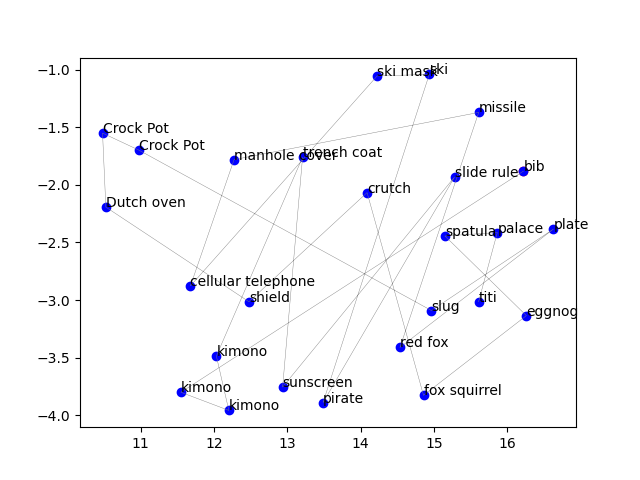 −1.0
−1.5
−2.0
−2.5
−3.0
−3.5
−4.0
11
12
13
14
15
16
ski mask
ski
missile
Crock Pot
Crock Pot
manhole cover
trench coat
slide rule
bib
crutch
Dutch oven
spatula
palace
plate
cellular telephone
shield
slug
titi
eggnog
red fox
kimono
kimono
kimono
sunscreen
pirate
fox squirrel